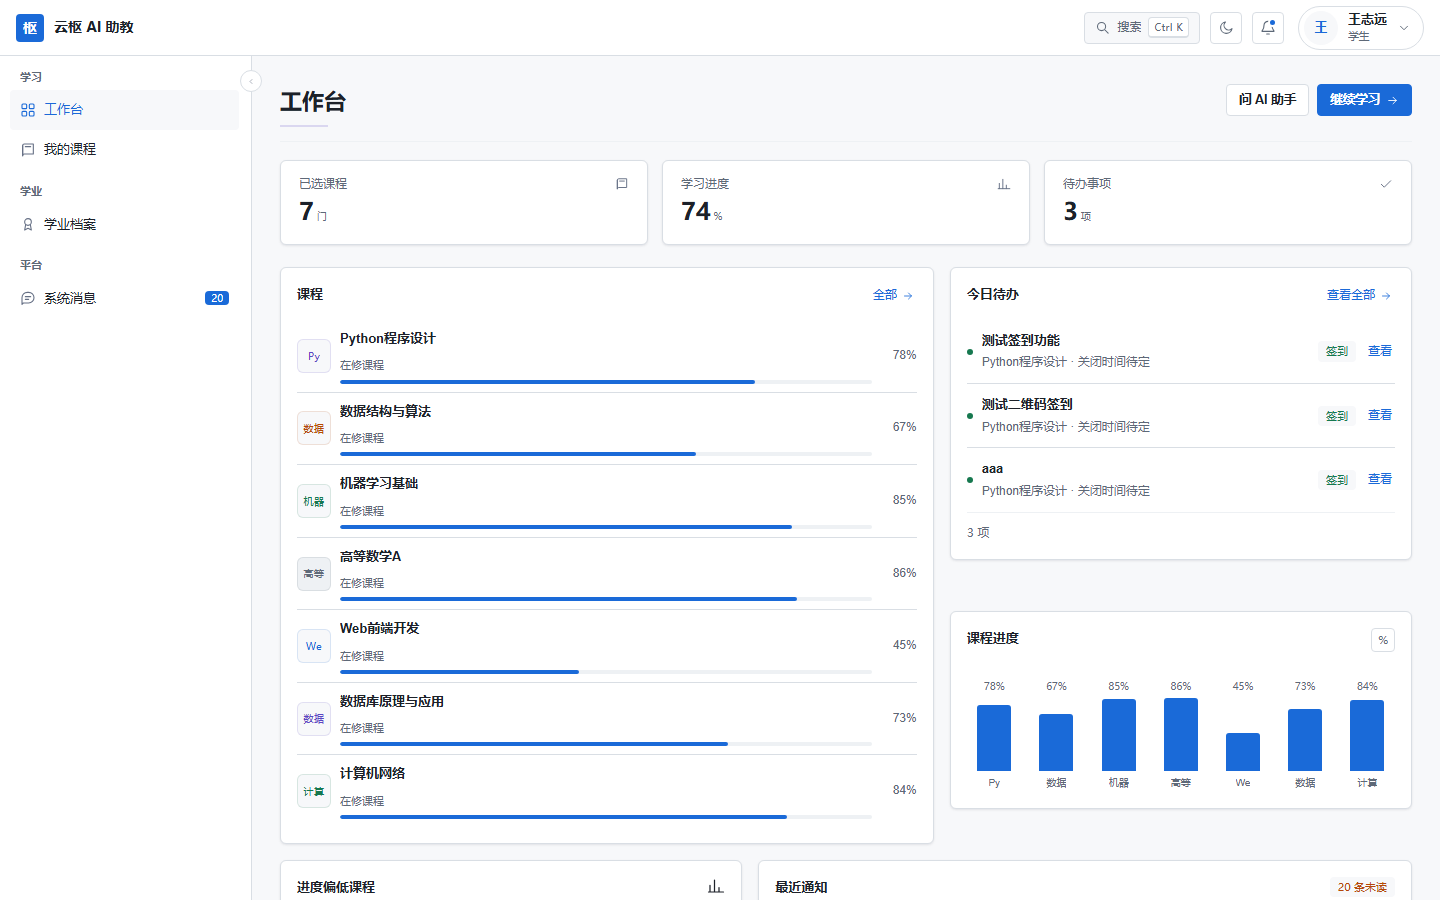 枢 云枢 AI 助教
搜索 Ctrl K
王
王志远
学生
学习
工作台
我的课程
学业
学业档案
平台
系统消息 20
工作台
问 AI 助手
继续学习 →
已选课程
7 门
学习进度
74 %
待办事项
3 项
课程
全部 →
Py
Python程序设计
在修课程
78%
数据
数据结构与算法
在修课程
67%
机器
机器学习基础
在修课程
85%
高等
高等数学A
在修课程
86%
We
Web前端开发
在修课程
45%
数据
数据库原理与应用
在修课程
73%
计算
计算机网络
在修课程
84%
今日待办
查看全部 →
测试签到功能
Python程序设计 · 关闭时间待定
签到 查看
测试二维码签到
Python程序设计 · 关闭时间待定
签到 查看
aaa
Python程序设计 · 关闭时间待定
签到 查看
3 项
课程进度
%
78% 67% 85% 86% 45% 73% 84%
Py 数据 机器 高等 We 数据 计算
进度偏低课程
最近通知
20 条未读